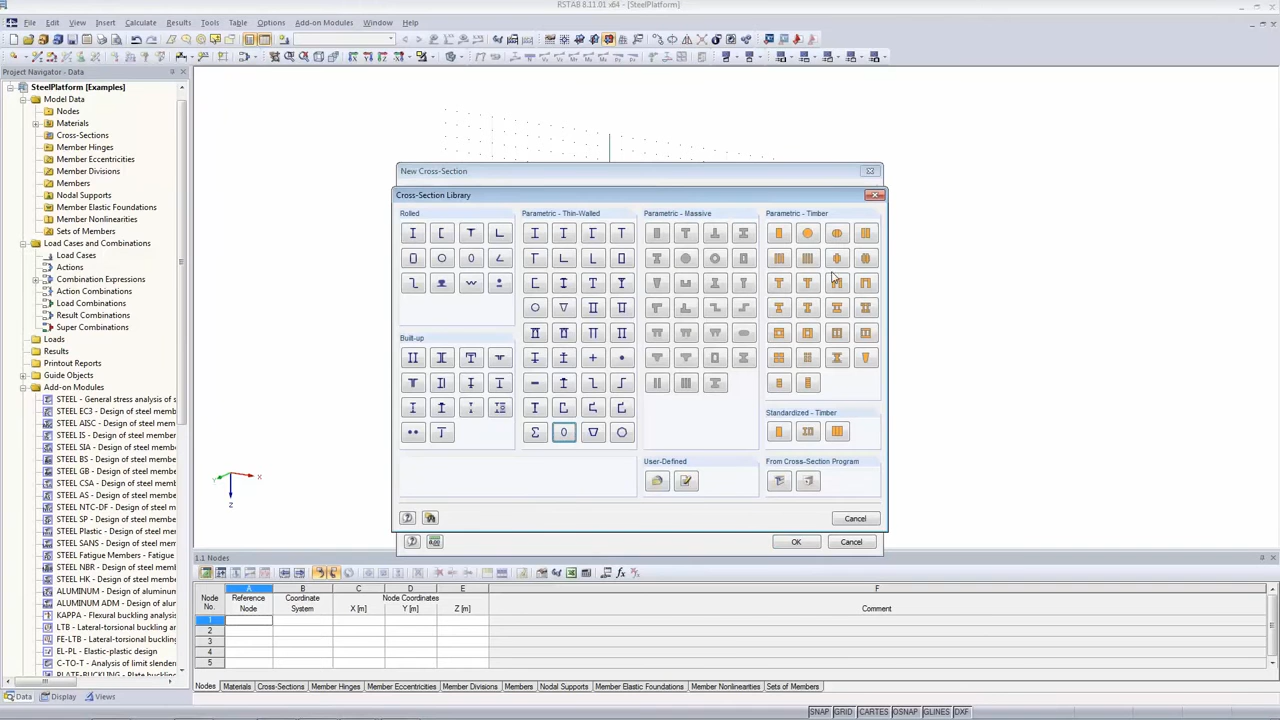 RSTAB 8.11.01 x64 - [SteelPlatform]
File Edit View Insert Calculate Results Tools Table Options Add-on Modules Window Help
Project Navigator - Data
SteelPlatform [Examples]
Model Data
Nodes
Materials
Cross-Sections
Member Hinges
Member Eccentricities
Member Divisions
Members
Nodal Supports
Member Elastic Foundations
Member Nonlinearities
Sets of Members
Load Cases and Combinations
Load Cases
Actions
Combination Expressions
Action Combinations
Load Combinations
Result Combinations
Super Combinations
Loads
Results
Printout Reports
Guide Objects
Add-on Modules
STEEL - General stress analysis of st
STEEL EC3 - Design of steel member
STEEL AISC - Design of steel memb
STEEL IS - Design of steel members
STEEL SIA - Design of steel member
STEEL BS - Design of steel member
STEEL GB - Design of steel member
STEEL CSA - Design of steel membe
STEEL AS - Design of steel member
STEEL NTC-DF - Design of steel me
STEEL SP - Design of steel member
STEEL Plastic - Design of steel mem
STEEL SANS - Design of steel memb
STEEL Fatigue Members - Fatigue
STEEL NBR - Design of steel membe
STEEL HK - Design of steel member
ALUMINUM - Design of aluminum
ALUMINUM ADM - Design of alun
KAPPA - Flexural buckling analysis
LTB - Lateral-torsional buckling
FE-LTB - Lateral-torsional bucklin
EL-PL - Elastic-plastic design
C-TO-T - Analysis of limit slender
Data Display Views
New Cross-Section
Cross-Section Library
Rolled
Parametric - Thin-Walled
Parametric - Massive
Parametric - Timber
Built-up
Standardized - Timber
User-Defined
From Cross-Section Program
Cancel
OK
Cancel
X
Y
Z
1.1 Nodes
A B C D E F
Node No.
Reference Node
Coordinate System
Node Coordinates
X [m] Y [m] Z [m]
Comment
1
2
3
4
5
Nodes Materials Cross-Sections Member Hinges Member Eccentricities Member Divisions Members Nodal Supports Member Elastic Foundations Member Nonlinearities Sets of Members
SNAP GRID CARTES OSNAP GLINES DXF